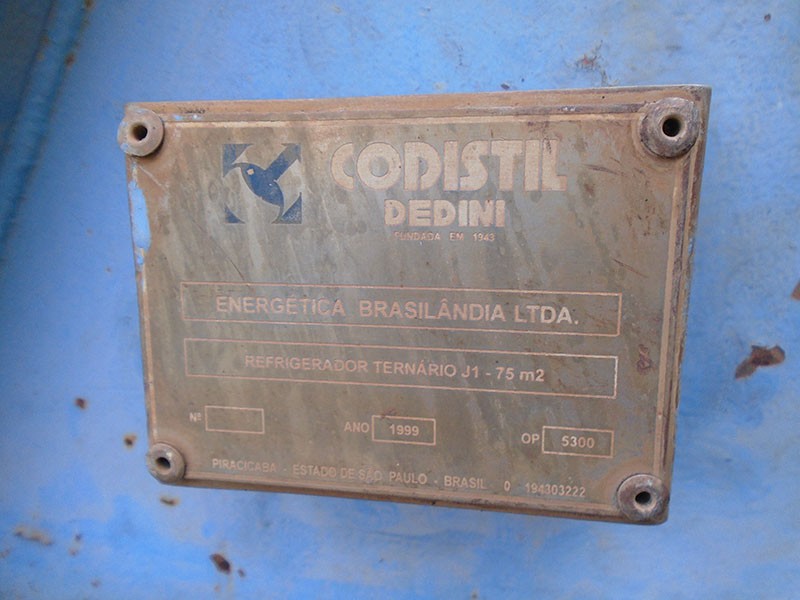 CODISTIL
DEDINI
FUNDADA EM 1943
ENERGÉTICA BRASILÂNDIA LTDA.
REFRIGERADOR TERNÁRIO J1 - 75 m2
Nº ANO 1999 OP 5300
PIRACICABA - ESTADO DE SÃO PAULO - BRASIL 0 194303222